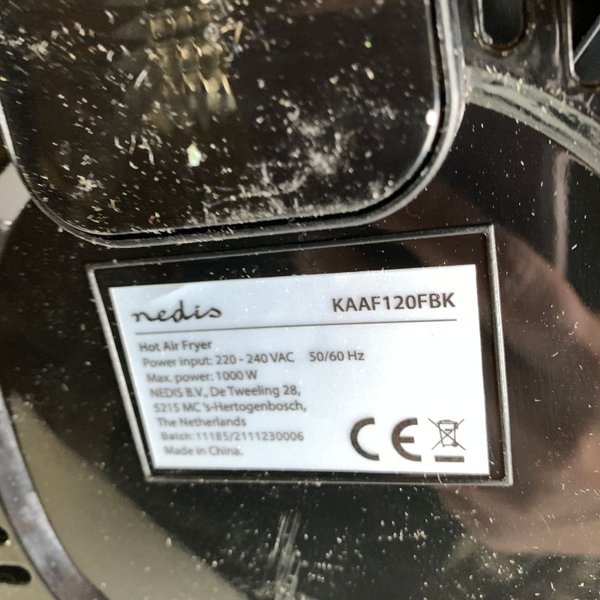 nedis
KAAF120FBK
Hot Air Fryer
Power input: 220 - 240 VAC 50/60 Hz
Max. power: 1000 W
NEDIS B.V., De Tweeling 28,
5215 MC 's-Hertogenbosch,
The Netherlands
Batch: 11185/2111230006
Made in China.
CE